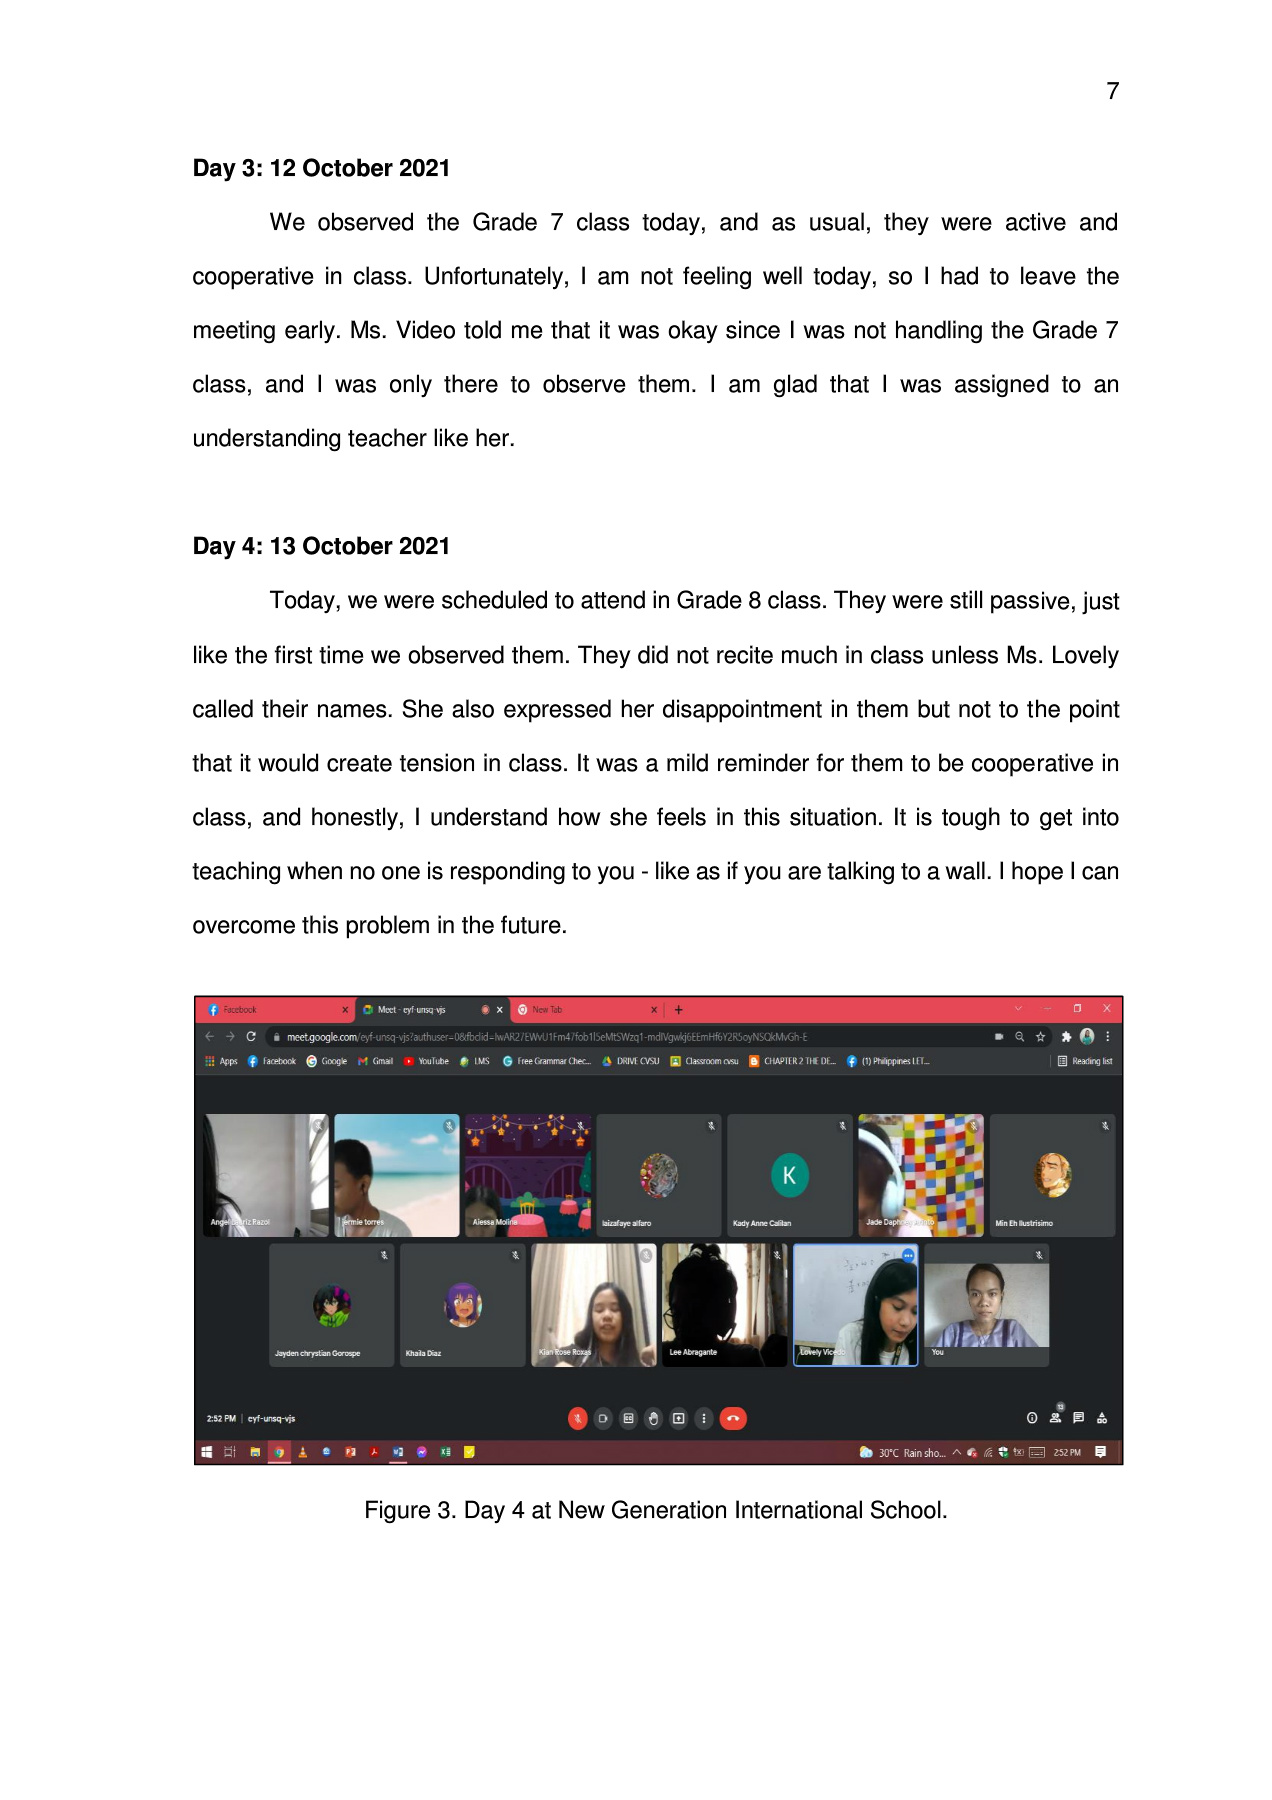 7
Day 3: 12 October 2021
We observed the Grade 7 class today, and as usual, they were active and
cooperative in class. Unfortunately, I am not feeling well today, so I had to leave the
meeting early. Ms. Video told me that it was okay since I was not handling the Grade 7
class, and I was only there to observe them. I am glad that I was assigned to an
understanding teacher like her.
Day 4: 13 October 2021
Today, we were scheduled to attend in Grade 8 class. They were still passive, just
like the first time we observed them. They did not recite much in class unless Ms. Lovely
called their names. She also expressed her disappointment in them but not to the point
that it would create tension in class. It was a mild reminder for them to be cooperative in
class, and honestly, I understand how she feels in this situation. It is tough to get into
teaching when no one is responding to you - like as if you are talking to a wall. I hope I can
overcome this problem in the future.
Facebook Meet - eyf-unsq-vjs New Tab
meet.google.com/eyf-unsq-vjs
Apps Facebook Google Gmail YouTube LMS Free Grammar Chec... DRIVE CVSU Classroom cvsu CHAPTER 2 THE DE... (1) Philippines LET... Reading list
K
Razol torres Alessa Molina laizafaye alfaro Kady Anne Calilan Jade Min Eh Ilustrisimo
Jayden chrystian Gorospe Khaila Diaz Kian Rose Roxas Lee Abragante Lovely You
2:52 PM | eyf-unsq-vjs 13
30°C Rain sho... 2:52 PM
Figure 3. Day 4 at New Generation International School.